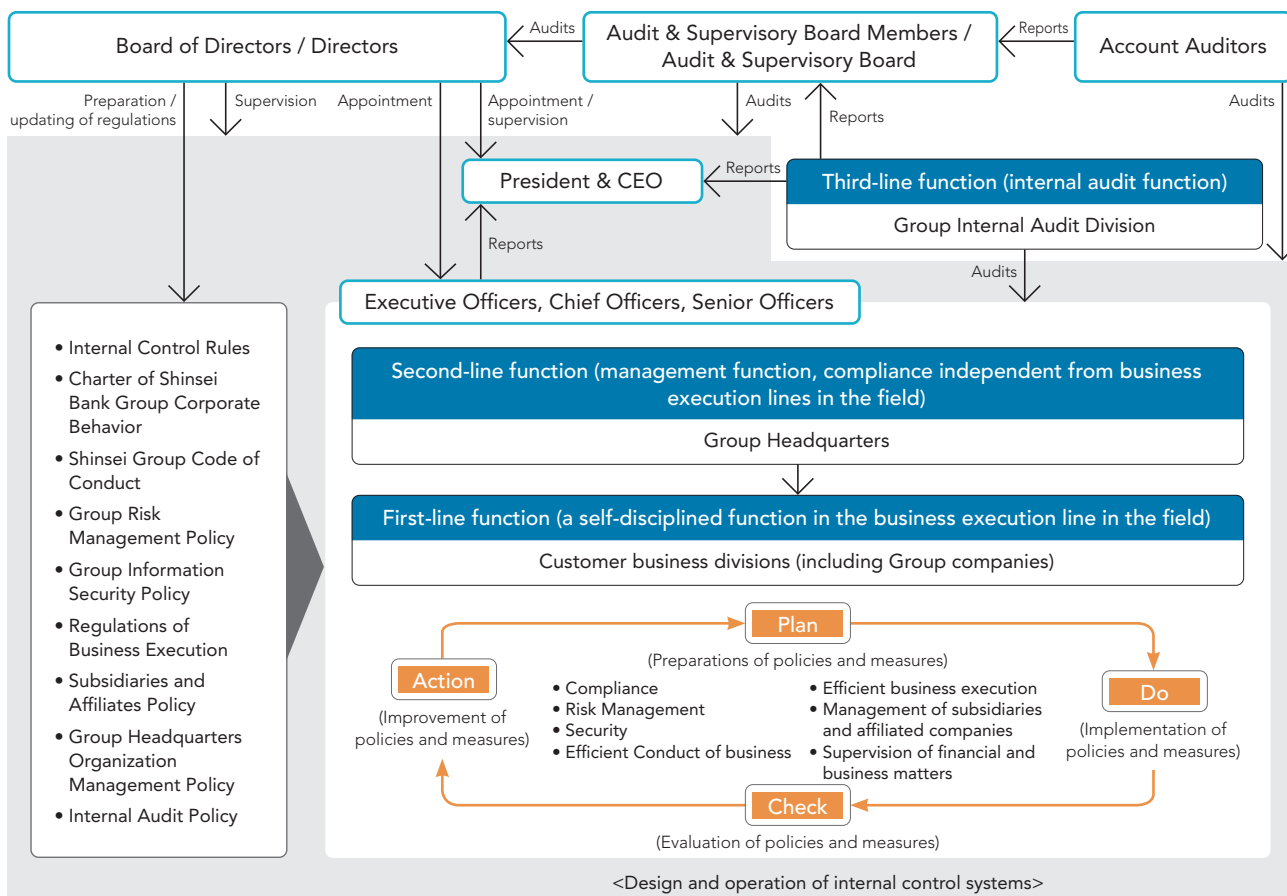 Board of Directors / Directors
Audits
Audit & Supervisory Board Members /
Audit & Supervisory Board
Reports
Account Auditors
Preparation /
updating of regulations
Supervision
Appointment
Appointment /
supervision
Audits
Reports
Audits
President & CEO
Reports
Third-line function (internal audit function)
Group Internal Audit Division
Reports
Audits
Executive Officers, Chief Officers, Senior Officers
• Internal Control Rules
• Charter of Shinsei
Bank Group Corporate
Behavior
• Shinsei Group Code of
Conduct
• Group Risk
Management Policy
• Group Information
Security Policy
• Regulations of
Business Execution
• Subsidiaries and
Affiliates Policy
• Group Headquarters
Organization
Management Policy
• Internal Audit Policy
Second-line function (management function, compliance independent from business
execution lines in the field)
Group Headquarters
First-line function (a self-disciplined function in the business execution line in the field)
Customer business divisions (including Group companies)
Plan
(Preparations of policies and measures)
Action
(Improvement of
policies and measures)
• Compliance
• Risk Management
• Security
• Efficient Conduct of business
• Efficient business execution
• Management of subsidiaries
and affiliated companies
• Supervision of financial and
business matters
Do
(Implementation of
policies and measures)
Check
(Evaluation of policies and measures)
<Design and operation of internal control systems>